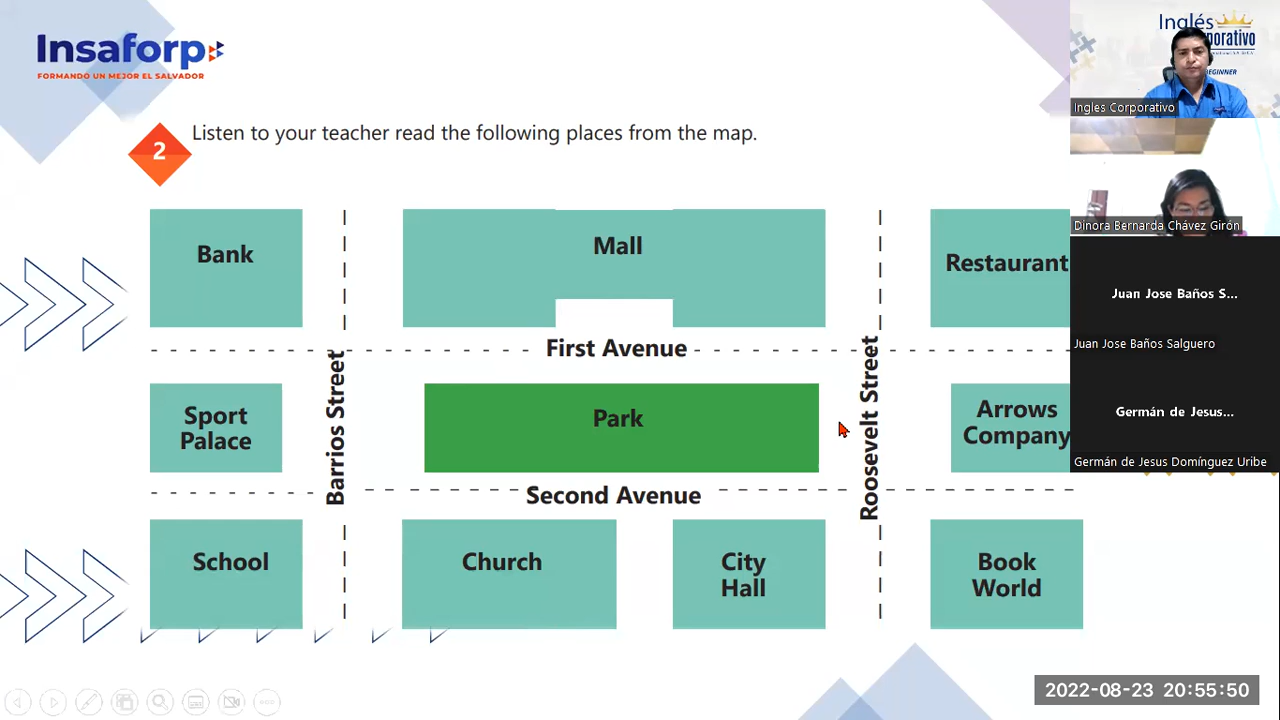 Insaforp
FORMANDO UN MEJOR EL SALVADOR
2
Listen to your teacher read the following places from the map.
Bank
Mall
Restaurant
First Avenue
Barrios Street
Roosevelt Street
Sport
Palace
Park
Arrows
Company
Second Avenue
School
Church
City
Hall
Book
World
Inglés
BEGINNER
Ingles Corporativo
Dinora Bernarda Chávez Girón
Juan Jose Baños S...
Juan Jose Baños Salguero
Germán de Jesus...
Germán de Jesus Domínguez Uribe
2022-08-23 20:55:50